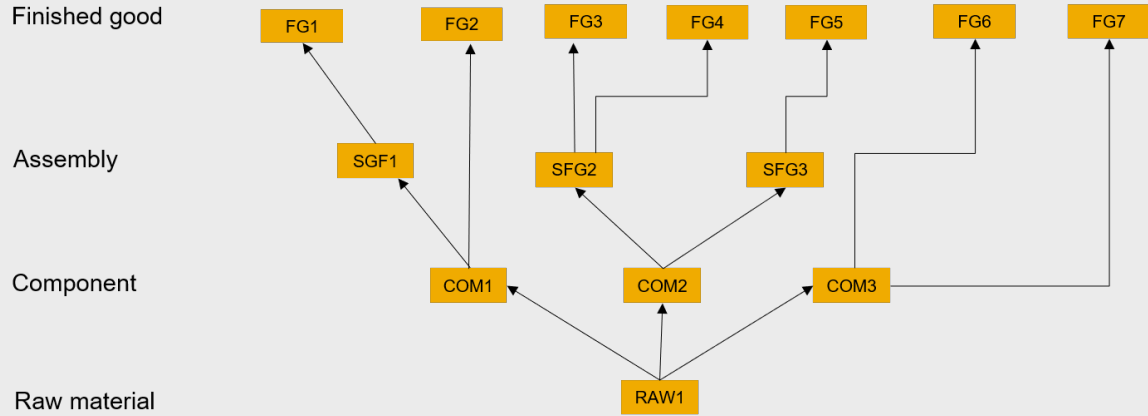 Finished good
FG1
FG2
FG3
FG4
FG5
FG6
FG7
Assembly
SGF1
SFG2
SFG3
Component
COM1
COM2
COM3
Raw material
RAW1